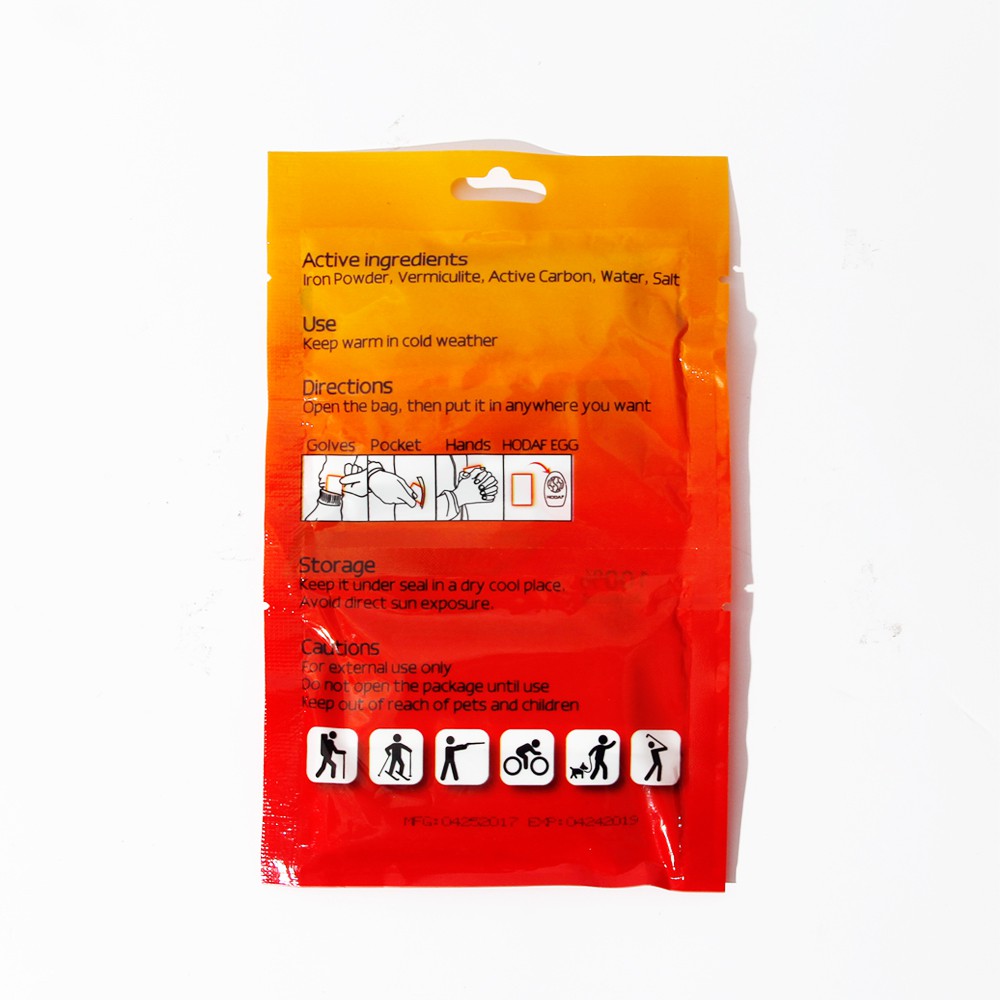 Active ingredients
Iron Powder, Vermiculite, Active Carbon, Water, Salt
Use
Keep warm in cold weather
Directions
Open the bag, then put it in anywhere you want
Golves Pocket Hands HODAF EGG
HODAF
Storage
Keep it under seal in a dry cool place.
Avoid direct sun exposure.
Cautions
For external use only
Do not open the package until use
Keep out of reach of pets and children
MFG:04252017 EXP:04242019